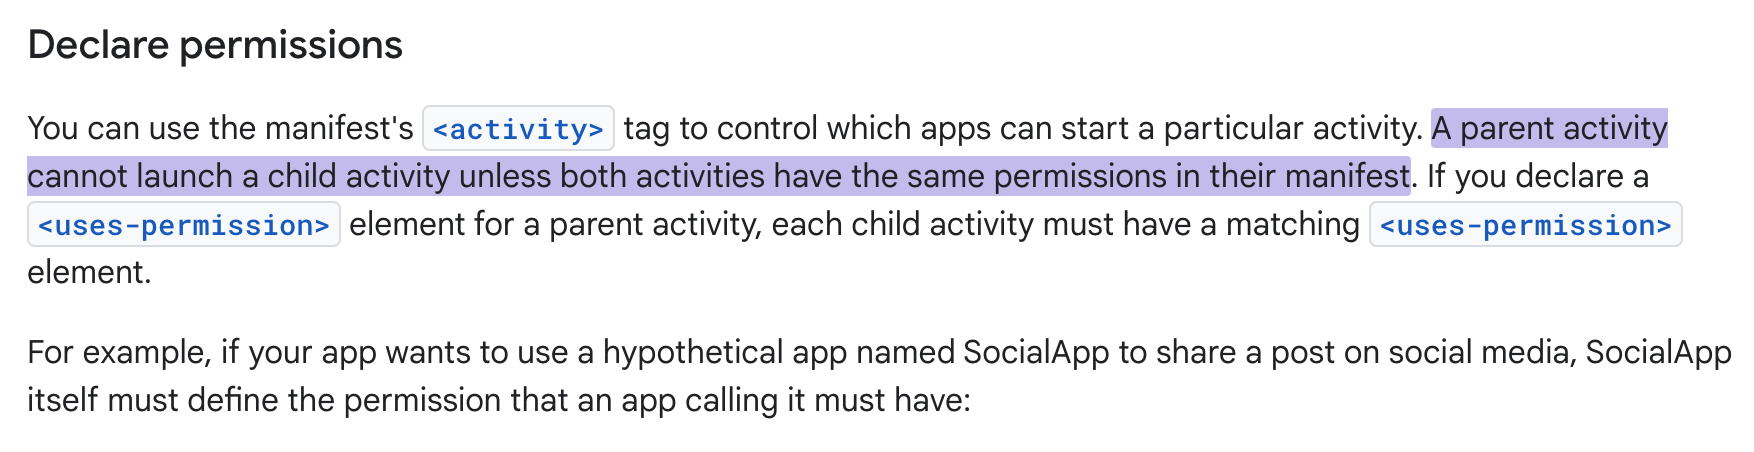 Declare permissions
You can use the manifest's <activity> tag to control which apps can start a particular activity. A parent activity
cannot launch a child activity unless both activities have the same permissions in their manifest. If you declare a
<uses-permission> element for a parent activity, each child activity must have a matching <uses-permission>
element.
For example, if your app wants to use a hypothetical app named SocialApp to share a post on social media, SocialApp
itself must define the permission that an app calling it must have: